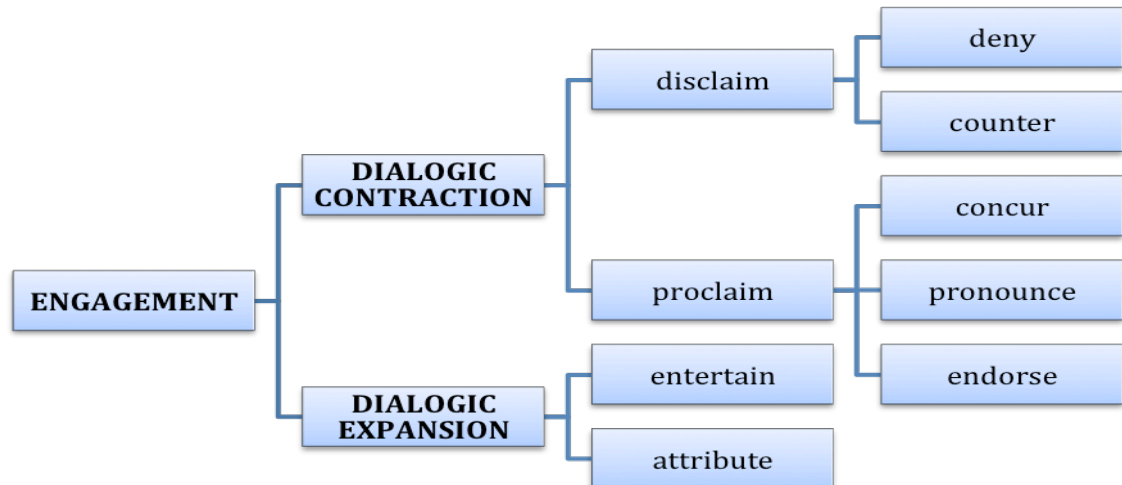 deny
disclaim
counter
DIALOGIC
CONTRACTION
concur
ENGAGEMENT
proclaim
pronounce
entertain
endorse
DIALOGIC
EXPANSION
attribute